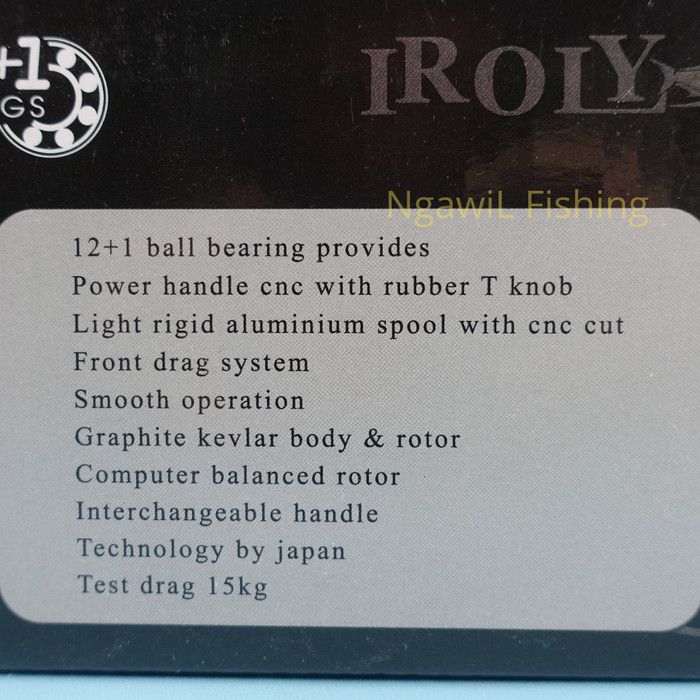 +1
GS
IROLY
NgawiL Fishing
12+1 ball bearing provides
Power handle cnc with rubber T knob
Light rigid aluminium spool with cnc cut
Front drag system
Smooth operation
Graphite kevlar body & rotor
Computer balanced rotor
Interchangeable handle
Technology by japan
Test drag 15kg